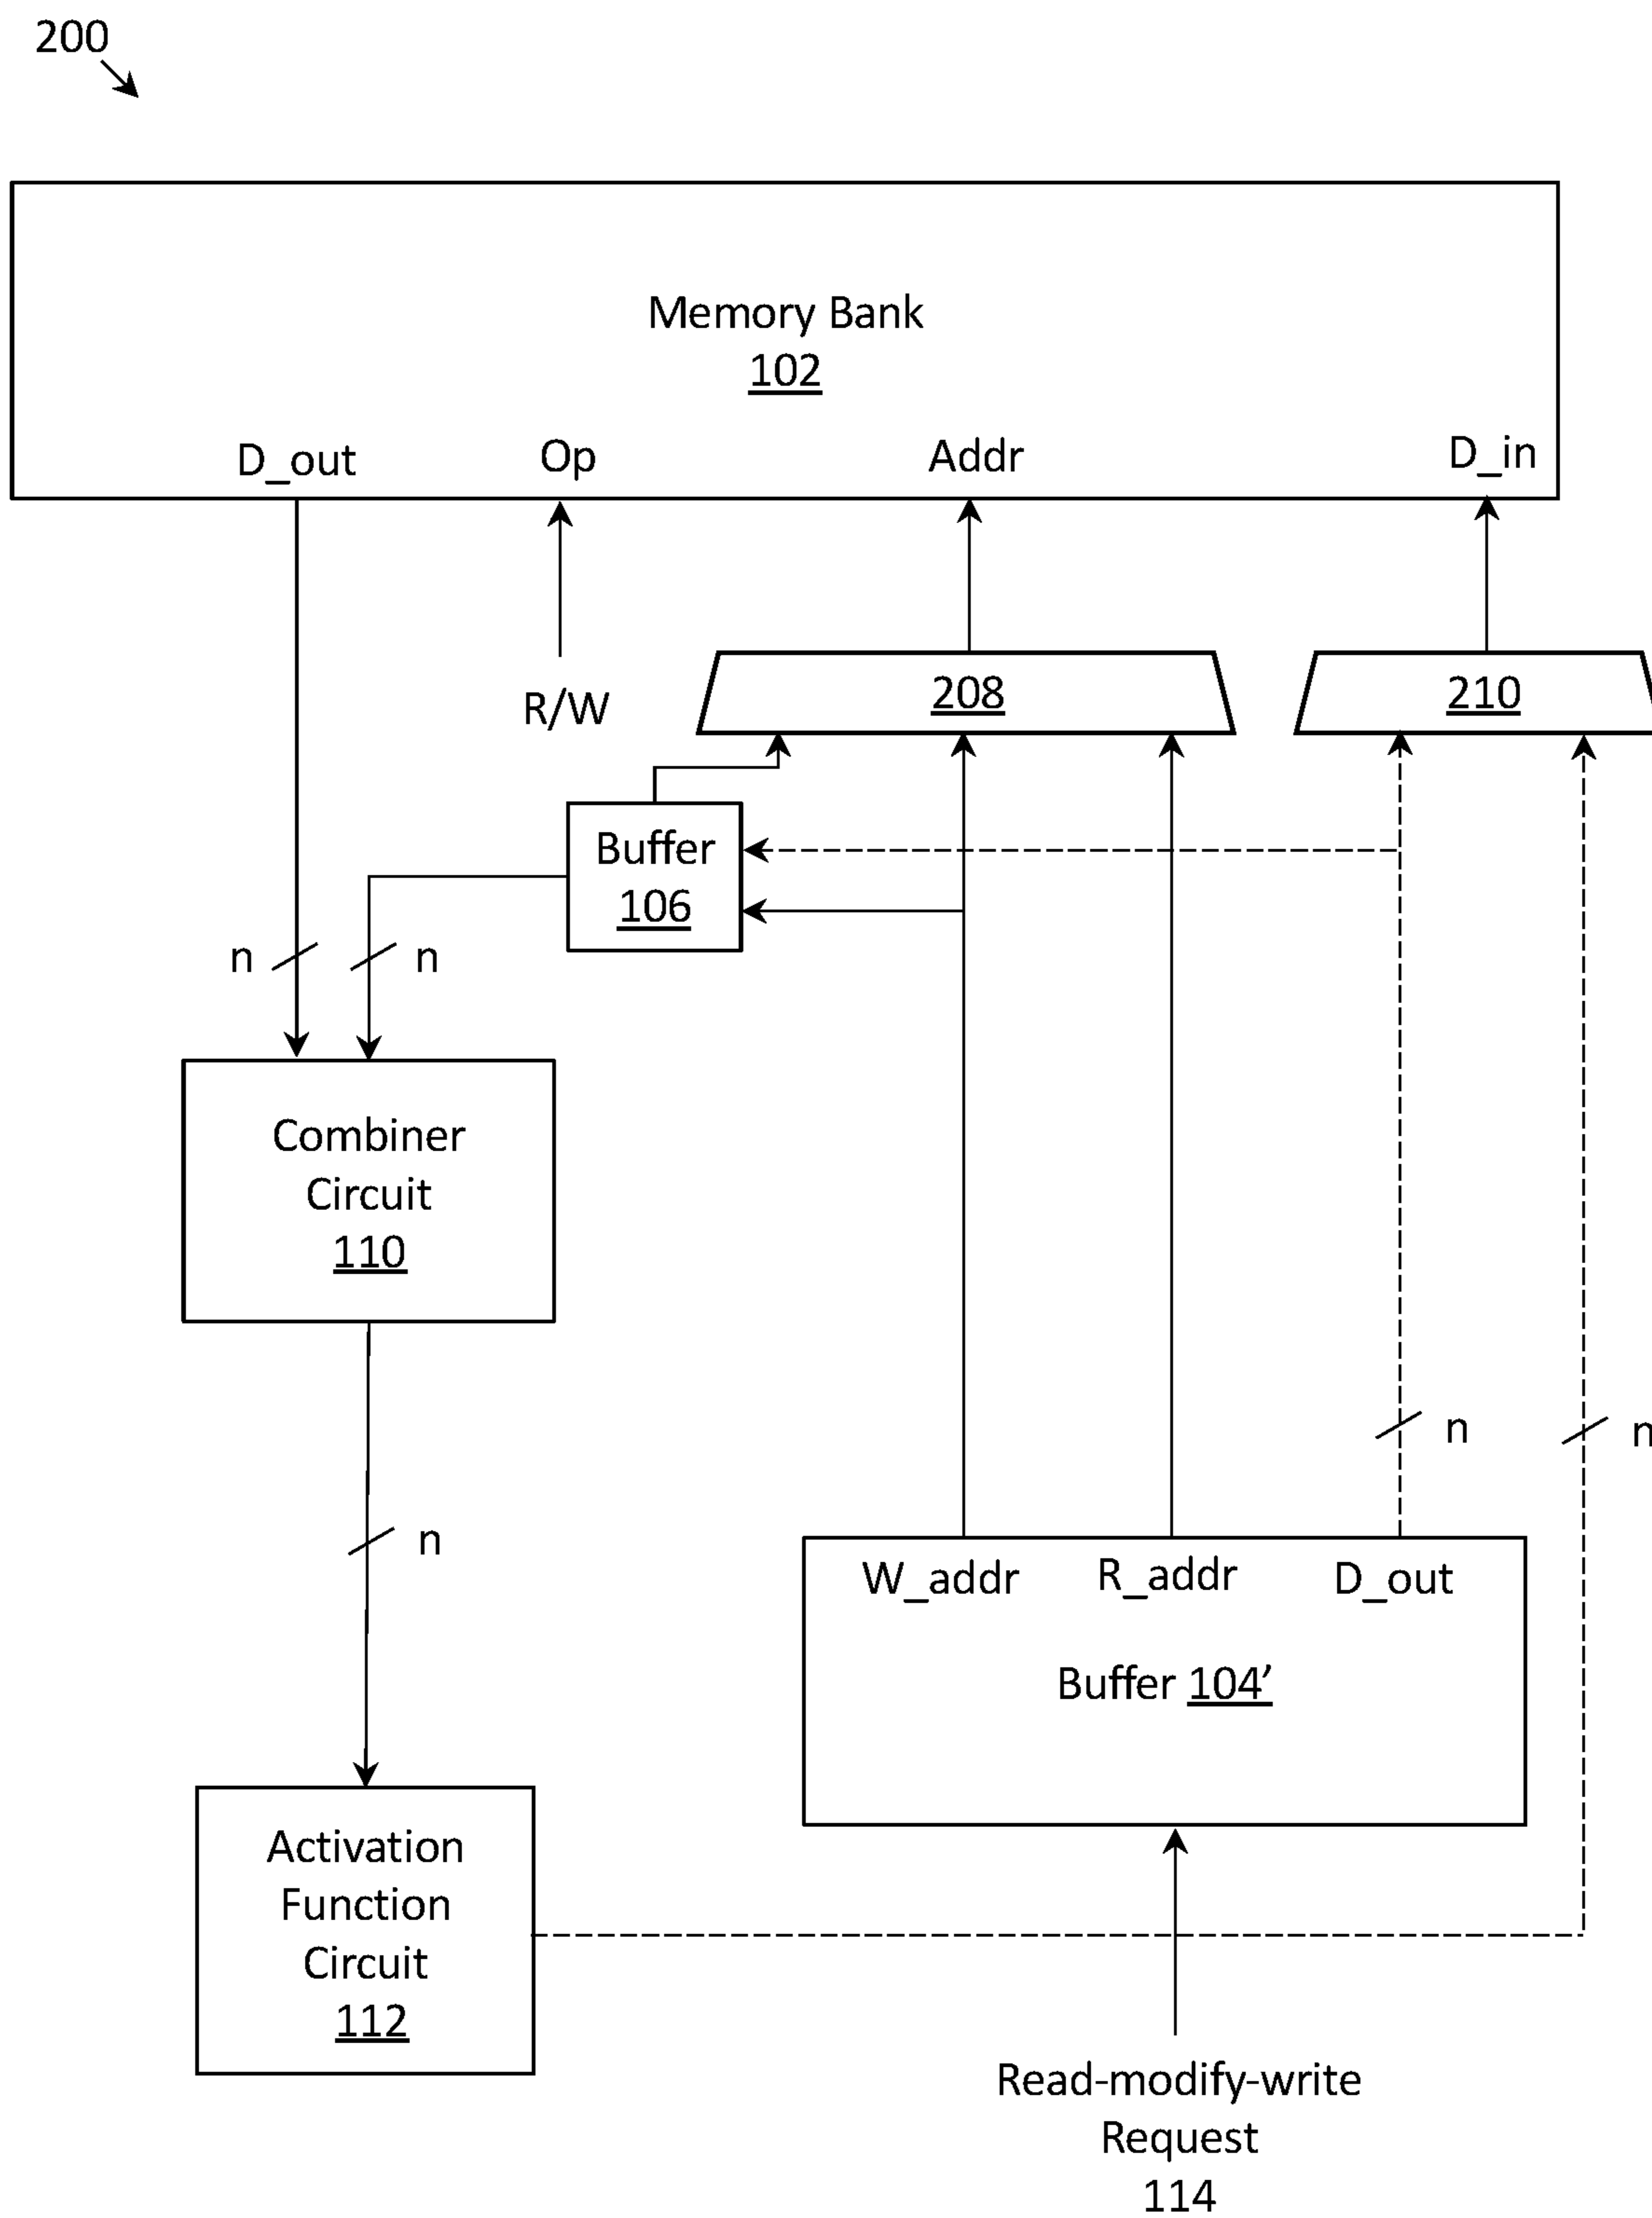 200
Memory Bank
102
D_out Op Addr D_in
R/W
208
210
Buffer
106
n n
Combiner
Circuit
110
n n
n
W_addr R_addr D_out
Buffer 104’
Activation
Function
Circuit
112
Read-modify-write
Request
114